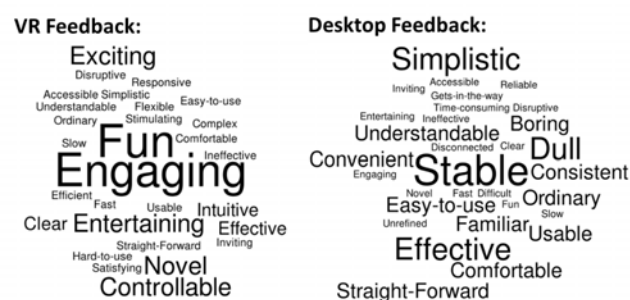 VR Feedback:
Exciting
Disruptive
Responsive
Accessible Simplistic
Understandable Flexible Easy-to-use
Ordinary Stimulating Complex
Slow Fun Comfortable
Ineffective
Engaging
Efficient
Fast Usable Intuitive
Clear Entertaining Effective
Inviting
Straight-Forward
Hard-to-use
Satisfying Novel
Controllable
Desktop Feedback:
Simplistic
Inviting Accessible Reliable
Gets-in-the-way
Time-consuming Disruptive
Entertaining Ineffective
Understandable Boring
Disconnected Clear Dull
Convenient Stable Consistent
Engaging
Novel Fast Difficult
Easy-to-use Fun Ordinary
Slow
Unrefined Familiar Usable
Effective
Comfortable
Straight-Forward